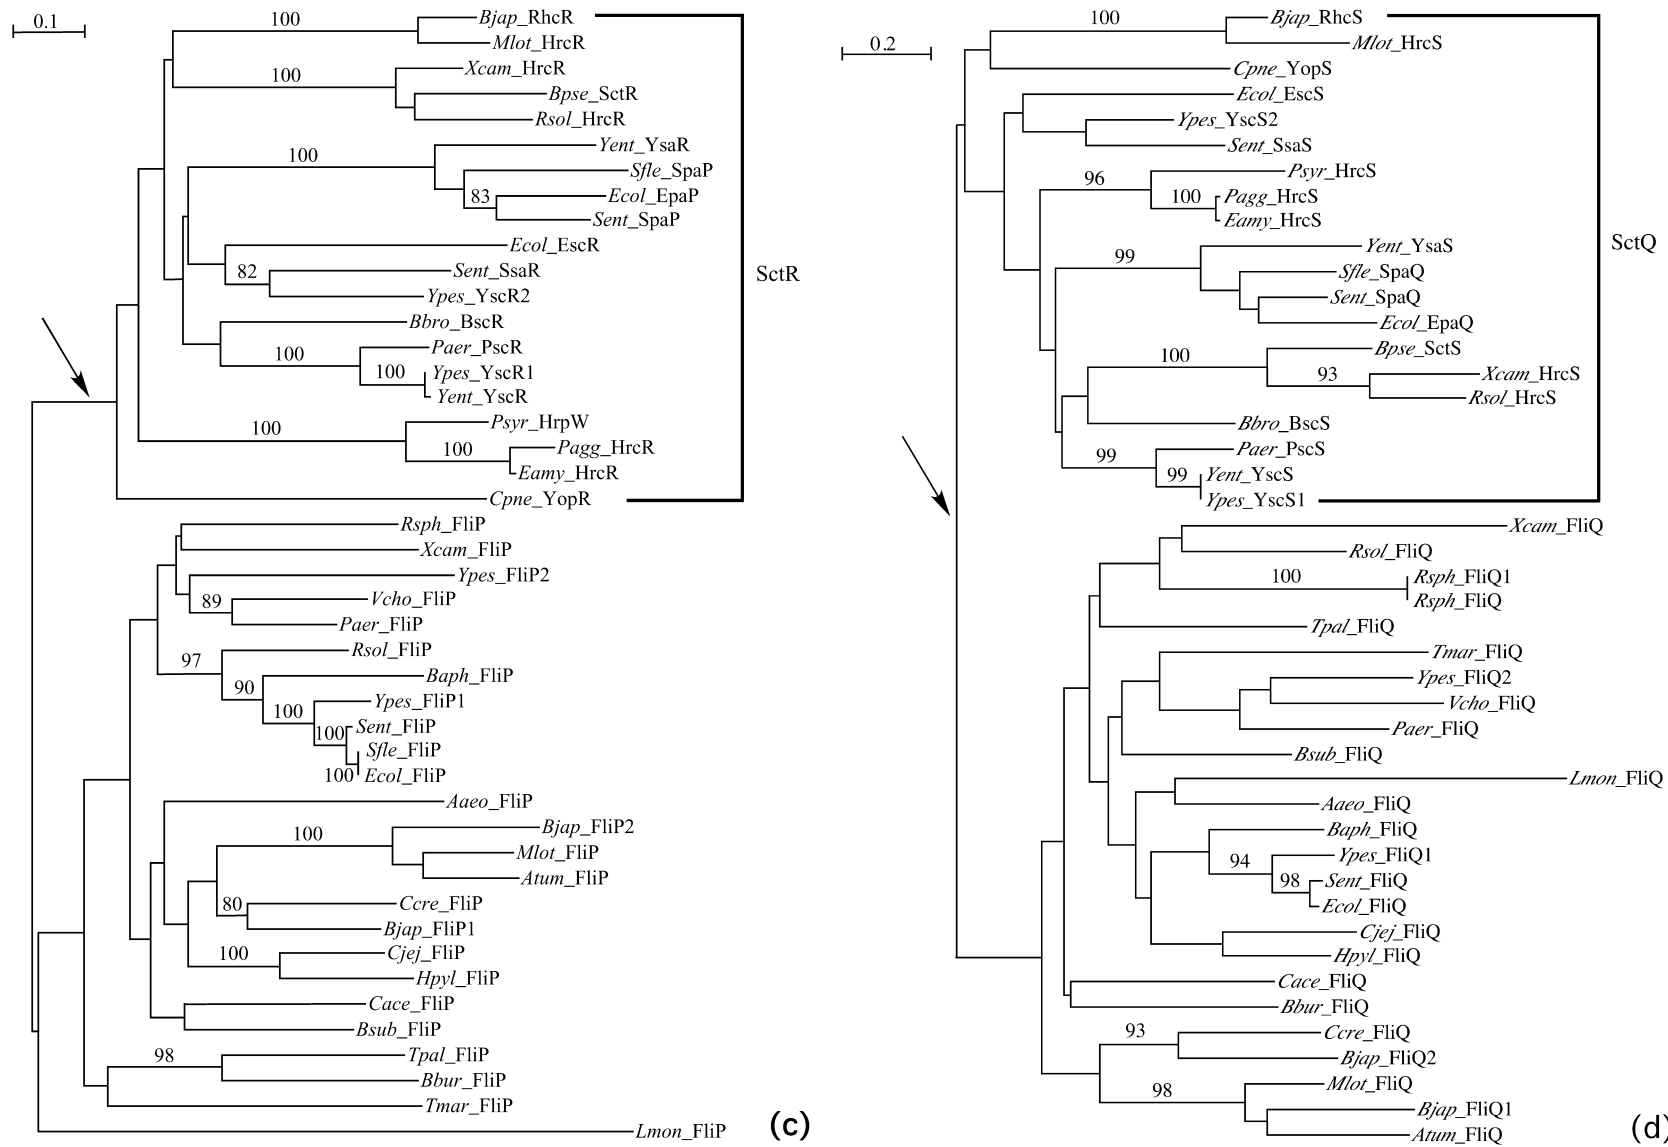 0.1
100
Bjap_RhcR
Mlot_HrcR
100
Xcam_HrcR
Bpse_SctR
Rsol_HrcR
100
Yent_YsaR
Sfle_SpaP
83
Ecol_EpaP
Sent_SpaP
Ecol_EscR
82
Sent_SsaR
Ypes_YscR2
Bbro_BscR
100
Paer_PscR
100
Ypes_YscR1
Yent_YscR
100
Psyr_HrpW
100
Pagg_HrcR
Eamy_HrcR
Cpne_YopR
SctR
Rsph_FliP
Xcam_FliP
Ypes_FliP2
89
Vcho_FliP
Paer_FliP
97
Rsol_FliP
90
Baph_FliP
100
Ypes_FliP1
100
Sent_FliP
Sfle_FliP
100
Ecol_FliP
Aaeo_FliP
100
Bjap_FliP2
Mlot_FliP
Atum_FliP
80
Ccre_FliP
Bjap_FliP1
100
Cjej_FliP
Hpyl_FliP
Cace_FliP
Bsub_FliP
98
Tpal_FliP
Bbur_FliP
Tmar_FliP
Lmon_FliP
(c)
0.2
100
Bjap_RhcS
Mlot_HrcS
Cpne_YopS
Ecol_EscS
Ypes_YscS2
Sent_SsaS
96
Psyr_HrcS
100
Pagg_HrcS
Eamy_HrcS
99
Yent_YsaS
Sfle_SpaQ
Sent_SpaQ
Ecol_EpaQ
100
Bpse_SctS
93
Xcam_HrcS
Rsol_HrcS
Bbro_BscS
99
Paer_PscS
99
Yent_YscS
Ypes_YscS1
SctQ
Xcam_FliQ
Rsol_FliQ
100
Rsph_FliQ1
Rsph_FliQ
Tpal_FliQ
Tmar_FliQ
Ypes_FliQ2
Vcho_FliQ
Paer_FliQ
Bsub_FliQ
Lmon_FliQ
Aaeo_FliQ
Baph_FliQ
94
Ypes_FliQ1
98
Sent_FliQ
Ecol_FliQ
Cjej_FliQ
Hpyl_FliQ
Cace_FliQ
Bbur_FliQ
93
Ccre_FliQ
Bjap_FliQ2
98
Mlot_FliQ
Bjap_FliQ1
Atum_FliQ
(d)